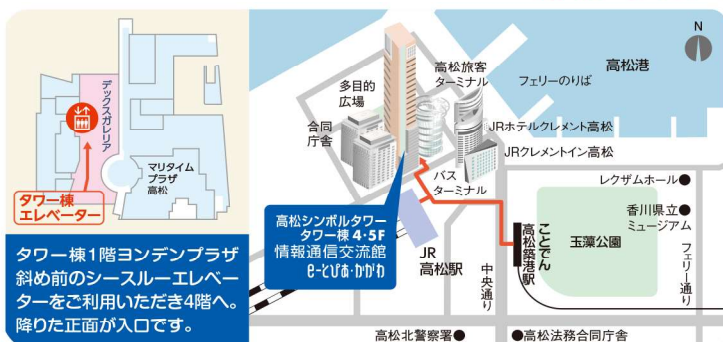 デックスガレリア
マリタイム
プラザ
高松
タワー棟
エレベーター
タワー棟1階ヨンデンプラザ
斜め前のシースルーエレベー
ターをご利用いただき4階へ。
降りた正面が入口です。
N
高松港
フェリーのりば
高松旅客
ターミナル
多目的
広場
合同
庁舎
JRホテルクレメント高松
JRクレメントイン高松
バス
ターミナル
レクザムホール
香川県立
ミュージアム
玉藻公園
ことでん
高松築港駅
高松シンボルタワー
タワー棟 4・5F
情報通信交流館
e-とぴあ・かがわ
JR
高松駅
中央通り
フェリー通り
高松北警察署
高松法務合同庁舎